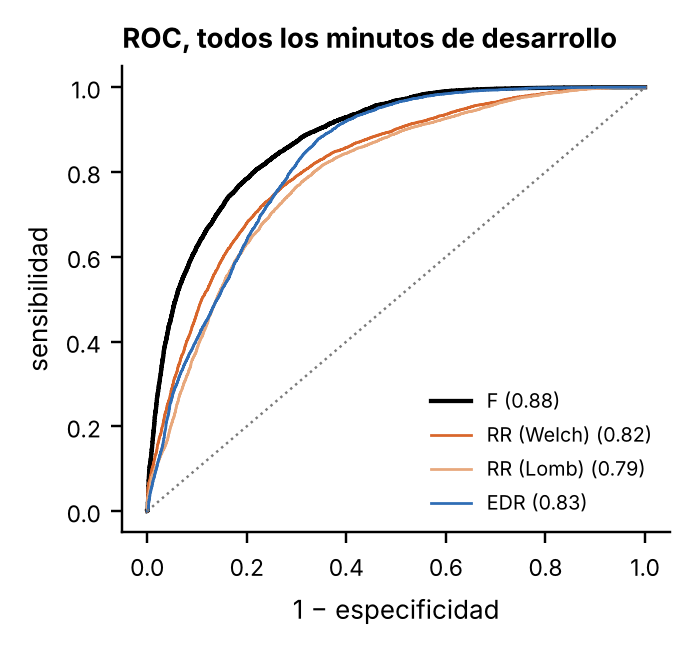 ROC, todos los minutos de desarrollo
sensibilidad
1.0
0.8
0.6
0.4
0.2
0.0
F (0.88)
RR (Welch) (0.82)
RR (Lomb) (0.79)
EDR (0.83)
0.0 0.2 0.4 0.6 0.8 1.0
1 − especificidad